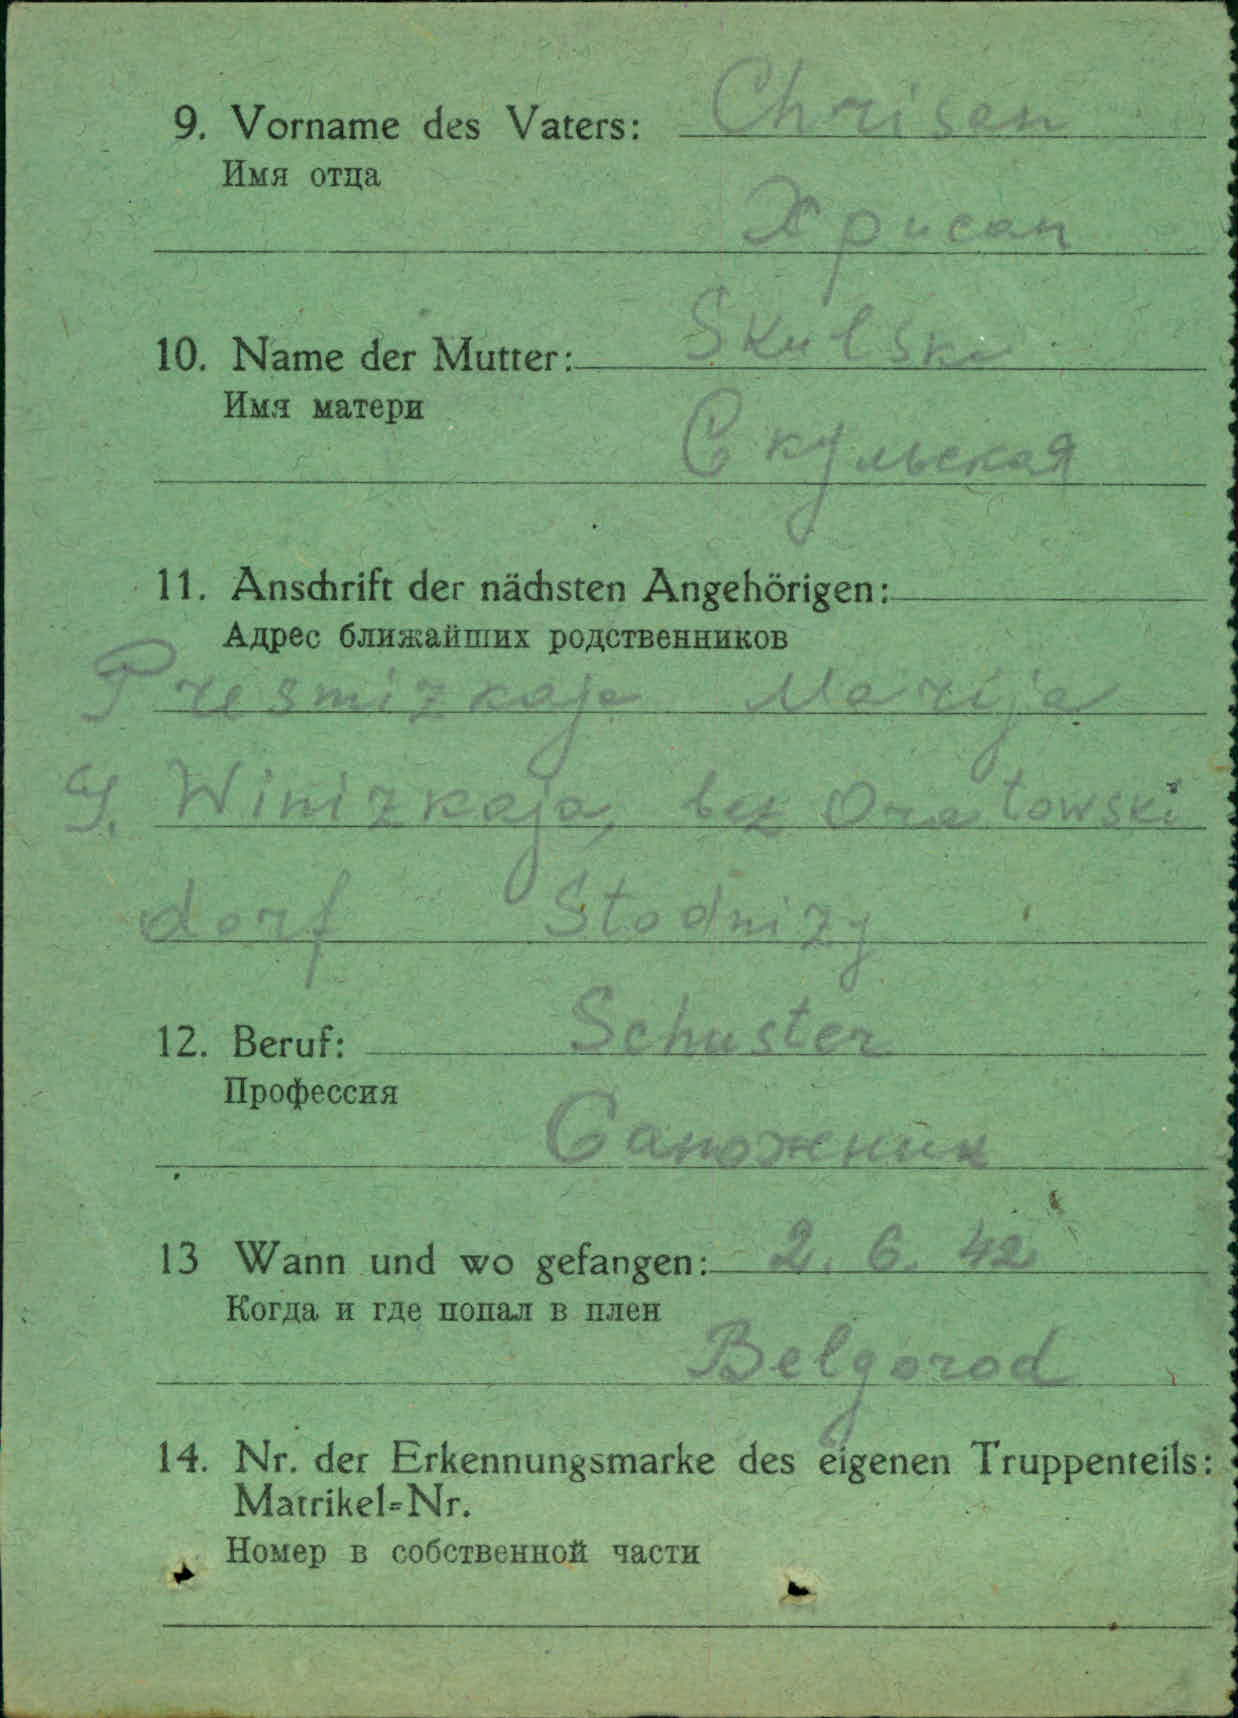 9. Vorname des Vaters: Chrisan
Имя отца
Хрисан
10. Name der Mutter: Skulska
Имя матери
Скульская
11. Anschrift der nächsten Angehörigen:
Адрес ближайших родственников
Presmizkaja Marija
G. Winizkaja, bez Oratowski
dorf Stodnizy
12. Beruf: Schuster
Профессия
Сапожник
13 Wann und wo gefangen: 2. 6. 42
Когда и где попал в плен
Belgorod
14. Nr. der Erkennungsmarke des eigenen Truppenteils:
Matrikel=Nr.
Номер в собственной части